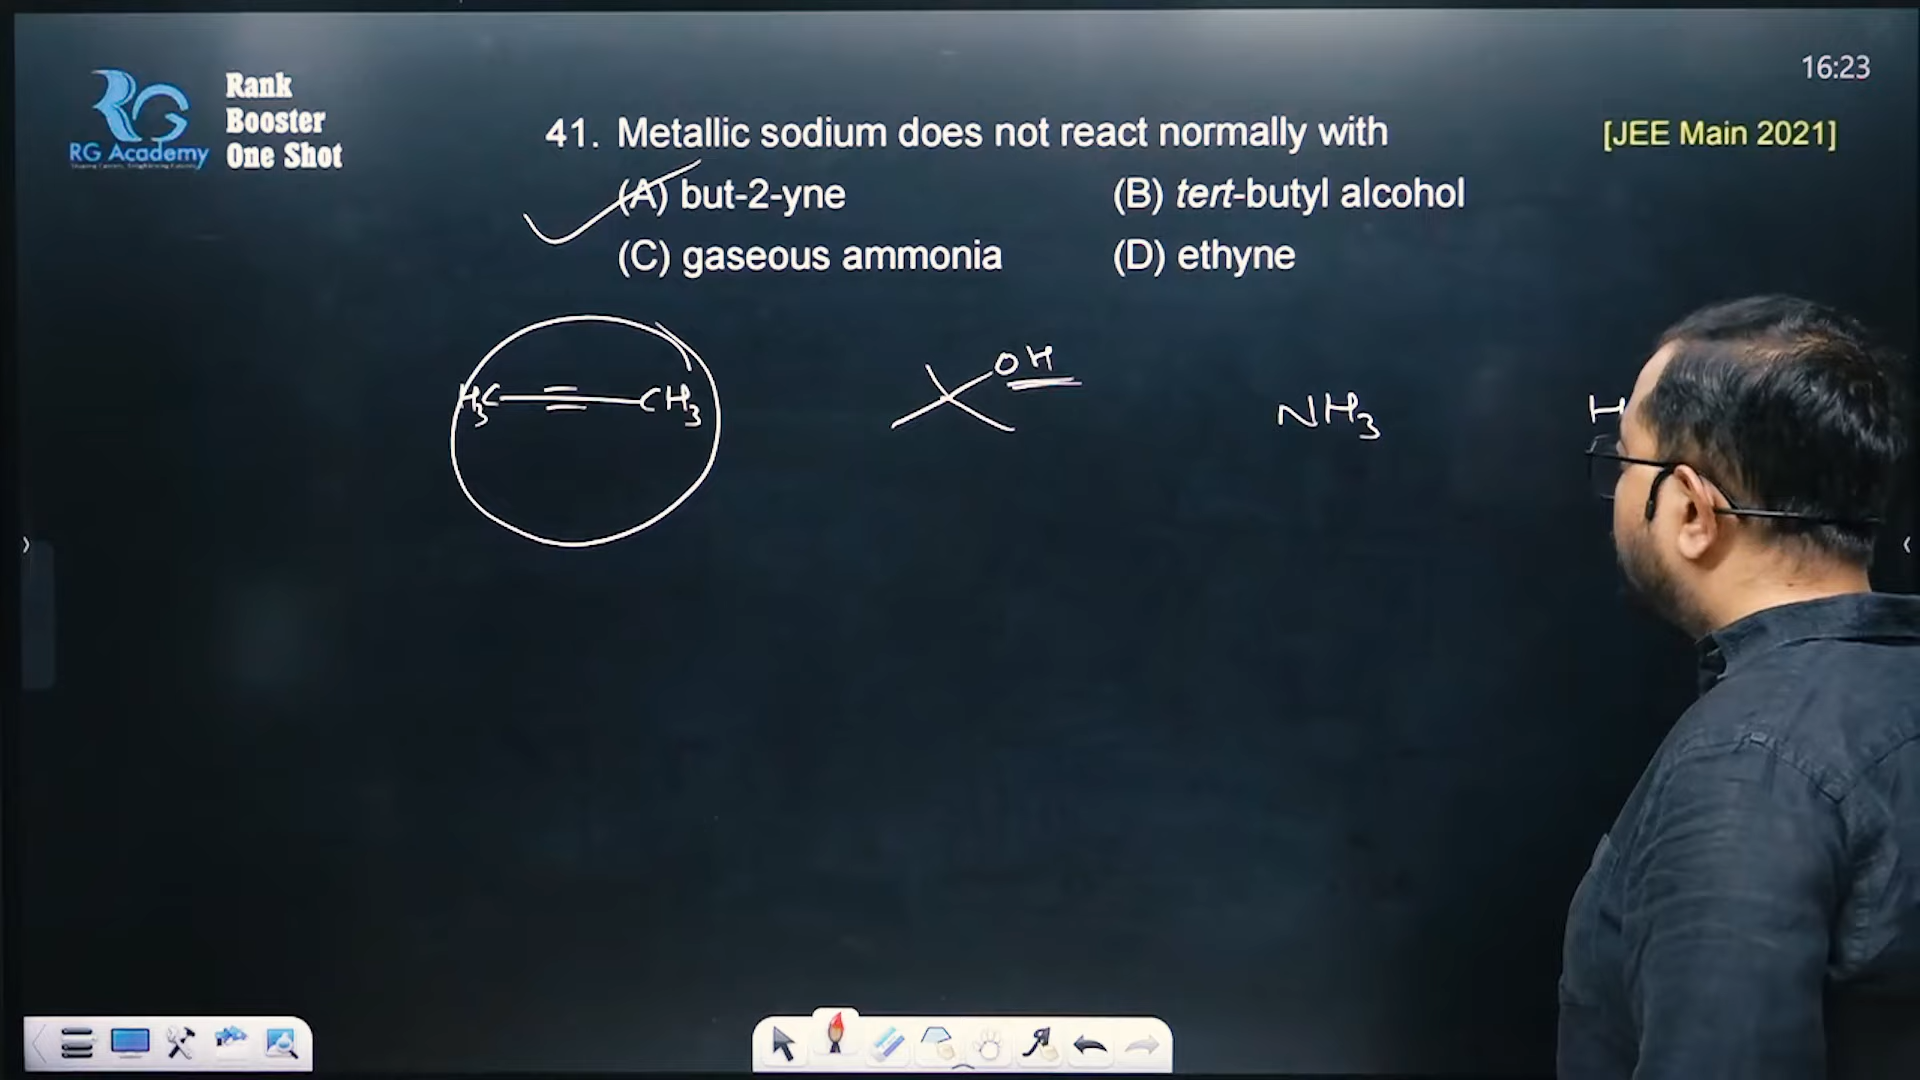 Rank
Booster
One Shot
RG Academy
16:23
41. Metallic sodium does not react normally with [JEE Main 2021]
(A) but-2-yne (B) tert-butyl alcohol
(C) gaseous ammonia (D) ethyne
H₃C≡CH₃
OH
NH₃
H